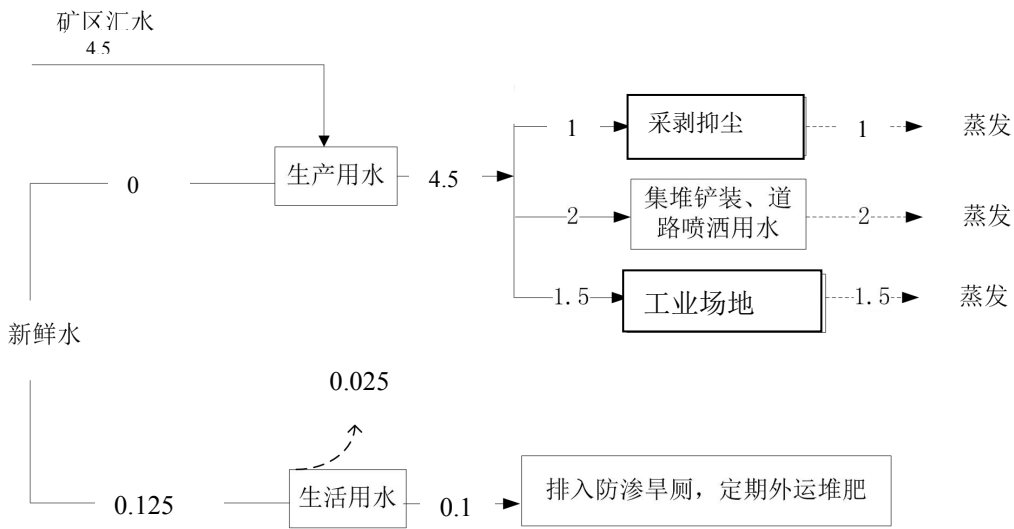 矿区汇水
4.5
1
采剥抑尘
1
蒸发
生产用水
4.5
0
2
集堆铲装、道
路喷洒用水
2
蒸发
1.5
工业场地
1.5
蒸发
新鲜水
0.025
0.125
生活用水
0.1
排入防渗旱厕，定期外运堆肥